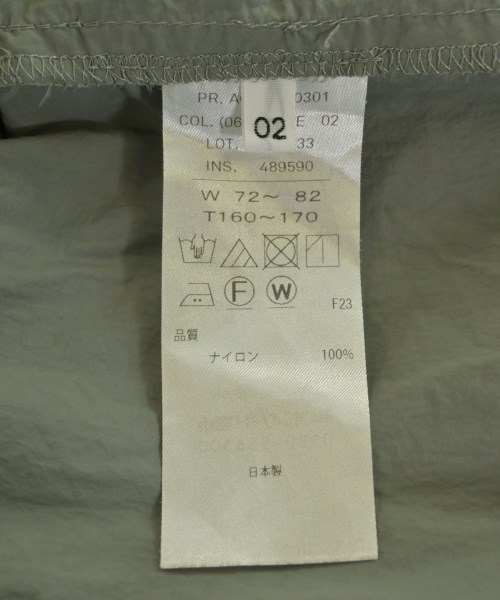 PR. A 0301
COL. (06 E 02
02
LOT. 33
INS. 489590
W 72～ 82
T160～170
F W
F23
品質
ナイロン 100%
日本製